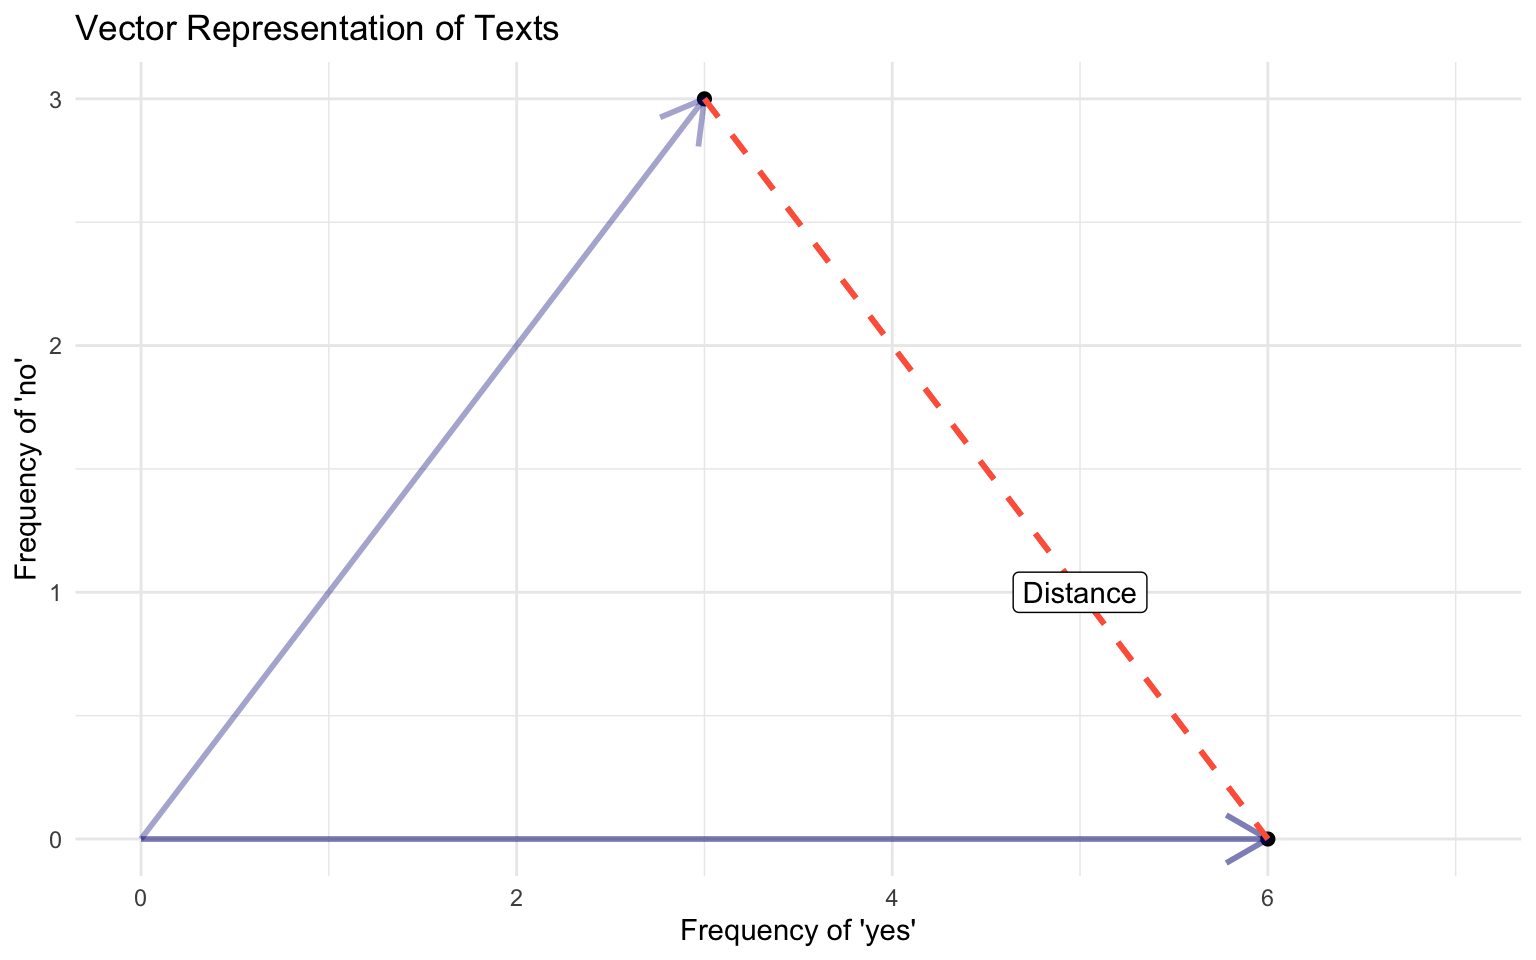 Vector Representation of Texts
3
2
1
0
Frequency of 'no'
Distance
0 2 4 6
Frequency of 'yes'